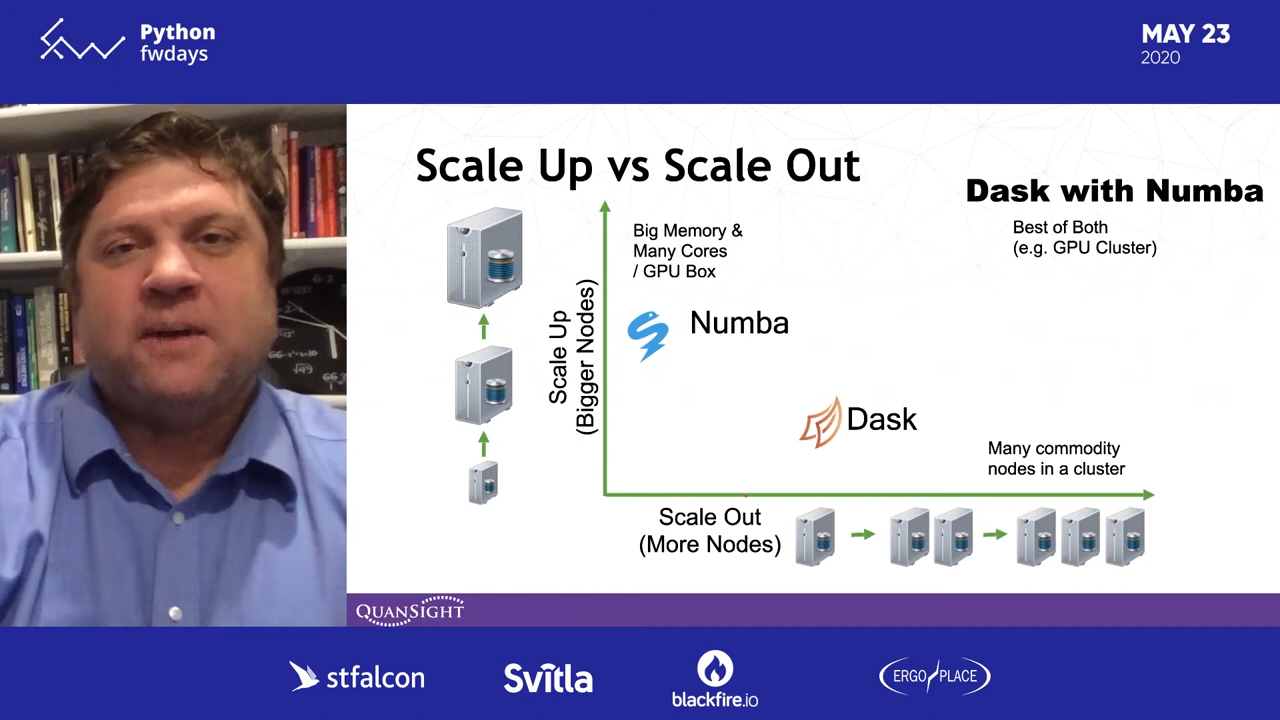 Python
fwdays
MAY 23
2020
Scale Up vs Scale Out
Dask with Numba
Best of Both
(e.g. GPU Cluster)
Big Memory &
Many Cores
/ GPU Box
Scale Up
(Bigger Nodes)
Numba
Dask
Many commodity
nodes in a cluster
Scale Out
(More Nodes)
QUANSIGHT
stfalcon
Svitla
blackfire.io
ERGO PLACE